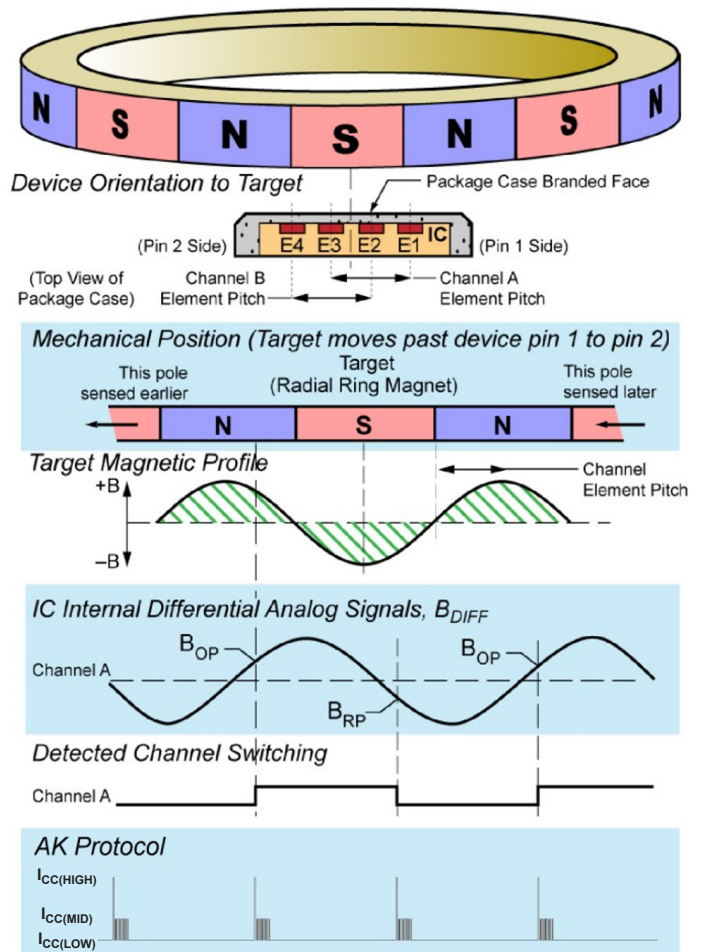 N S N S N S N
Device Orientation to Target
Package Case Branded Face
E4 E3 E2 E1 IC
(Pin 2 Side) (Pin 1 Side)
(Top View of
Package Case)
Channel B
Element Pitch
Channel A
Element Pitch
Mechanical Position (Target moves past device pin 1 to pin 2)
Target
(Radial Ring Magnet)
This pole
sensed earlier
This pole
sensed later
N S N
Target Magnetic Profile
+B
–B
Channel
Element Pitch
IC Internal Differential Analog Signals, BDIFF
BOP BOP
Channel A
BRP
Detected Channel Switching
Channel A
AK Protocol
ICC(HIGH)
ICC(MID)
ICC(LOW)